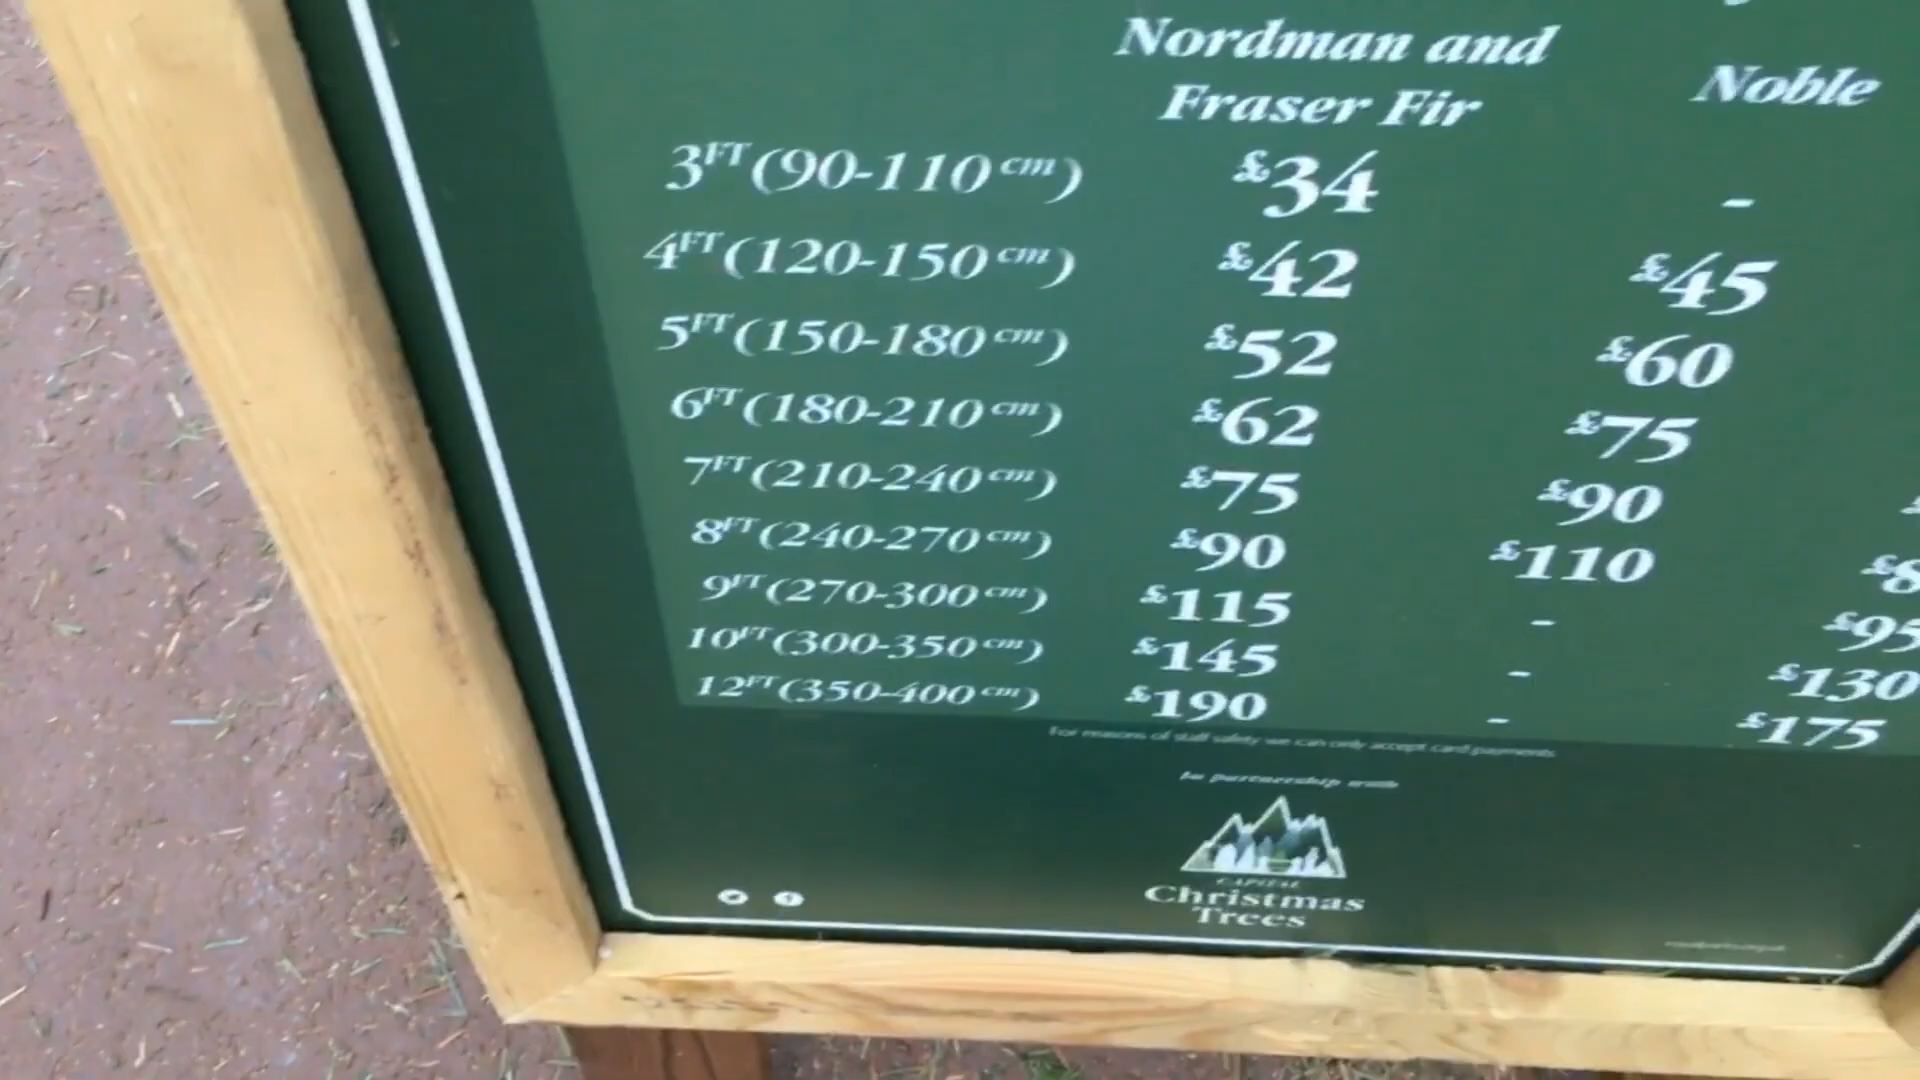 Nordman and
Fraser Fir
Noble
3FT (90-110 cm) £34 -
4FT (120-150 cm) £42 £45
5FT (150-180 cm) £52 £60
6FT (180-210 cm) £62 £75
7FT (210-240 cm) £75 £90 £
8FT (240-270 cm) £90 £110 £8
9FT (270-300 cm) £115 - £95
10FT (300-350 cm) £145 - £130
12FT (350-400 cm) £190 - £175
For reasons of staff safety we can only accept card payments
In partnership with
CAPITAL
Christmas
Trees